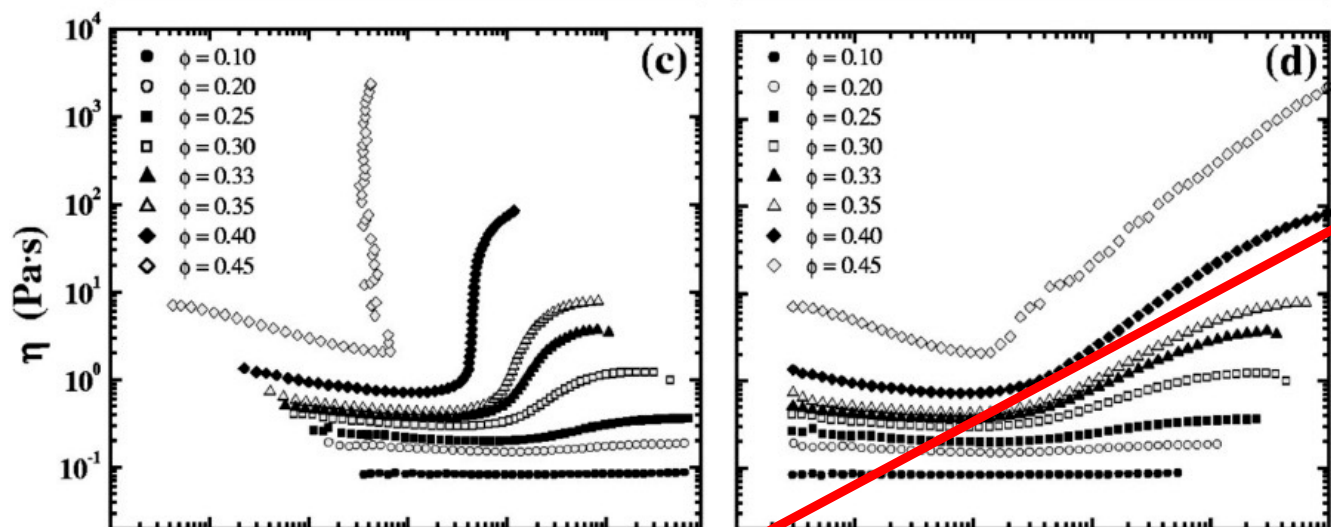 η (Pa·s)
10⁴
10³
10²
10¹
10⁰
10⁻¹
(c)
ϕ = 0.10
ϕ = 0.20
ϕ = 0.25
ϕ = 0.30
ϕ = 0.33
ϕ = 0.35
ϕ = 0.40
ϕ = 0.45
(d)
ϕ = 0.10
ϕ = 0.20
ϕ = 0.25
ϕ = 0.30
ϕ = 0.33
ϕ = 0.35
ϕ = 0.40
ϕ = 0.45